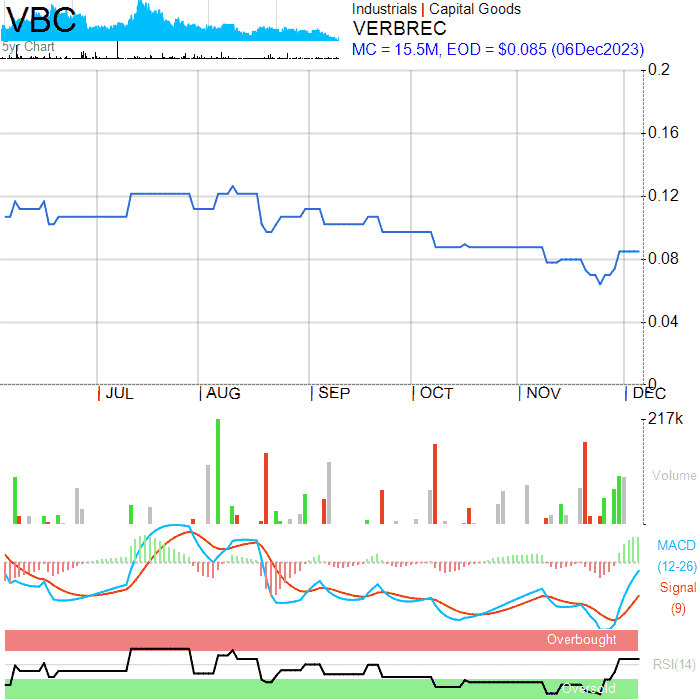 VBC
5yr Chart
Industrials | Capital Goods
VERBREC
MC = 15.5M, EOD = $0.085 (06Dec2023)
0.2
0.16
0.12
0.08
0.04
0
JUL AUG SEP OCT NOV DEC
217k
Volume
MACD
(12-26)
Signal
(9)
Overbought
RSI(14)
Oversold